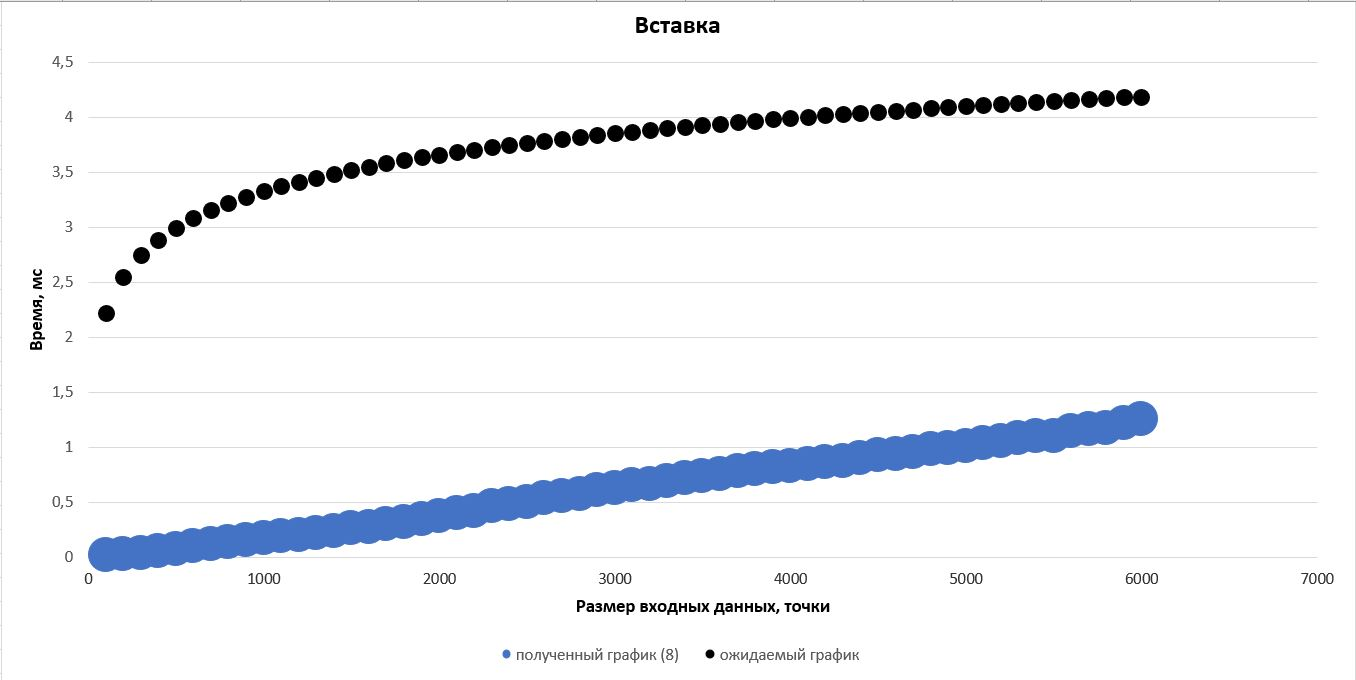 Вставка
4,5
4
3,5
3
2,5
2
1,5
1
0,5
0
Время, мс
0 1000 2000 3000 4000 5000 6000 7000
Размер входных данных, точки
полученный график (8) ожидаемый график